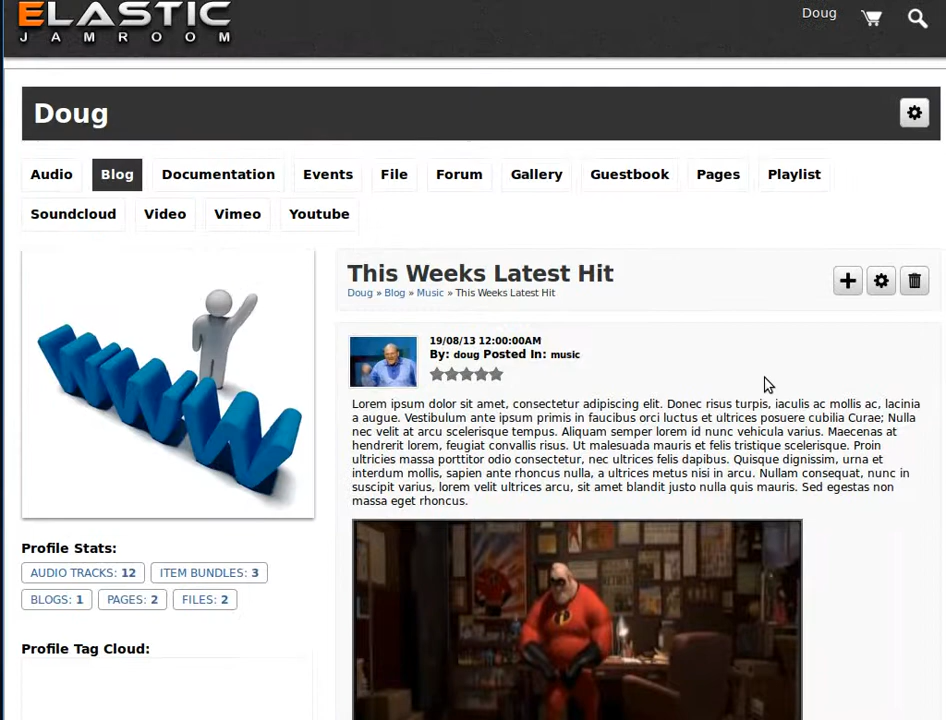 ELASTIC
JAMROOM
Doug
Doug
Audio
Blog
Documentation
Events
File
Forum
Gallery
Guestbook
Pages
Playlist
Soundcloud
Video
Vimeo
Youtube
This Weeks Latest Hit
Doug » Blog » Music » This Weeks Latest Hit
19/08/13 12:00:00AM
By: doug Posted In: music
Lorem ipsum dolor sit amet, consectetur adipiscing elit. Donec risus turpis, iaculis ac mollis ac, lacinia
a augue. Vestibulum ante ipsum primis in faucibus orci luctus et ultrices posuere cubilia Curae; Nulla
nec velit at arcu scelerisque tempus. Aliquam semper lorem id nunc vehicula varius. Maecenas at
hendrerit lorem, feugiat convallis risus. Ut malesuada mauris et felis tristique scelerisque. Proin
ultricies massa porttitor odio consectetur, nec ultrices felis dapibus. Quisque dignissim, urna et
interdum mollis, sapien ante rhoncus nulla, a ultrices metus nisi in arcu. Nullam consequat, nunc in
suscipit varius, lorem velit ultrices arcu, sit amet blandit justo nulla quis mauris. Sed egestas non
massa eget rhoncus.
WWW
Profile Stats:
AUDIO TRACKS: 12
ITEM BUNDLES: 3
BLOGS: 1
PAGES: 2
FILES: 2
Profile Tag Cloud: